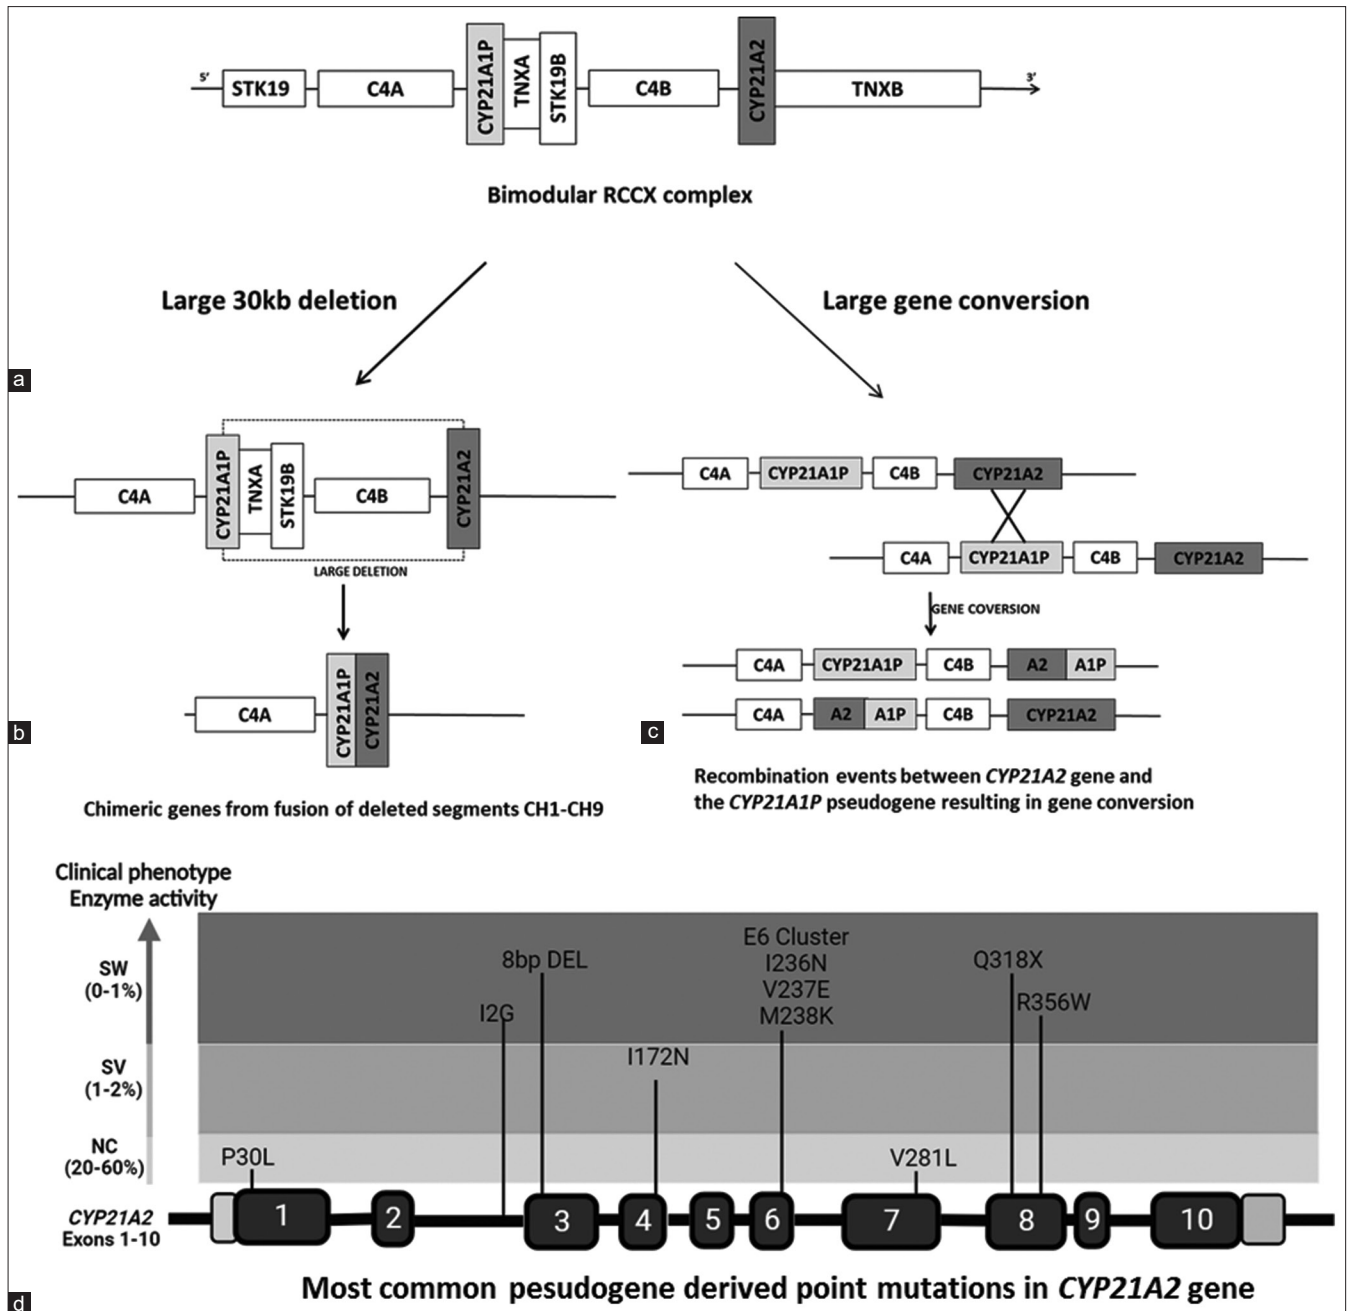 5'
STK19
C4A
CYP21A1P
TNXA
STK19B
C4B
CYP21A2
TNXB
3'
Bimodular RCCX complex
Large 30kb deletion
Large gene conversion
a
C4A
CYP21A1P
TNXA
STK19B
C4B
CYP21A2
LARGE DELETION
C4A
CYP21A1P
CYP21A2
b
Chimeric genes from fusion of deleted segments CH1-CH9
C4A
CYP21A1P
C4B
CYP21A2
C4A
CYP21A1P
C4B
CYP21A2
GENE COVERSION
C4A
CYP21A1P
C4B
A2
A1P
C4A
A2
A1P
C4B
CYP21A2
c
Recombination events between CYP21A2 gene and
the CYP21A1P pseudogene resulting in gene conversion
Clinical phenotype
Enzyme activity
SW
(0-1%)
SV
(1-2%)
NC
(20-60%)
P30L
I2G
8bp DEL
I172N
E6 Cluster
I236N
V237E
M238K
V281L
Q318X
R356W
CYP21A2
Exons 1-10
1
2
3
4
5
6
7
8
9
10
d
Most common pesudogene derived point mutations in CYP21A2 gene